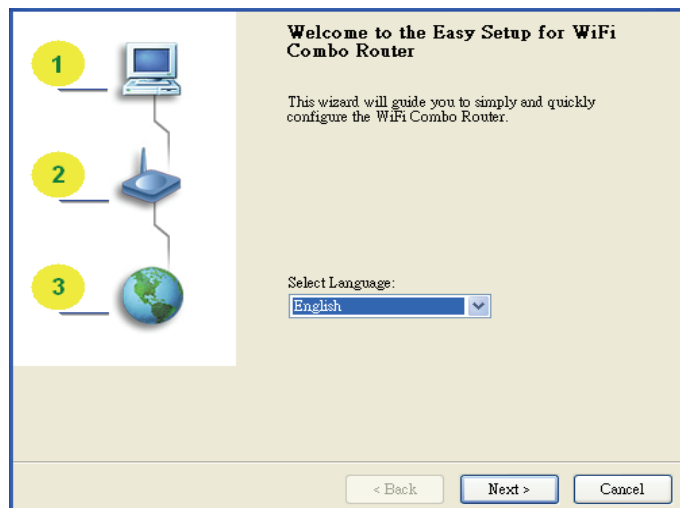 1
2
3
Welcome to the Easy Setup for WiFi
Combo Router
This wizard will guide you to simply and quickly
configure the WiFi Combo Router.
Select Language:
English
< Back
Next >
Cancel